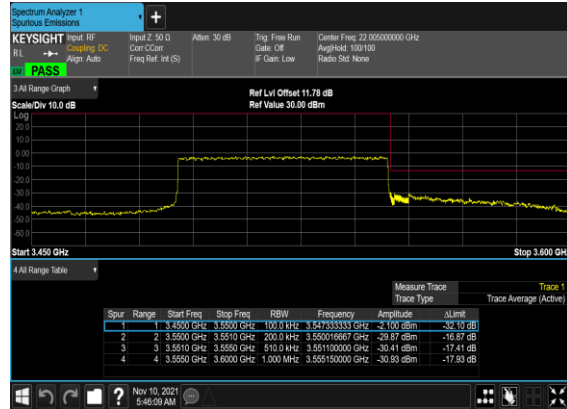 Spectrum Analyzer 1
Spurious Emissions
+
KEYSIGHT Input: RF Input Z: 50 Ω Atten: 30 dB Trig: Free Run Center Freq: 22.005000000 GHz
RL Coupling: DC Corr CCorr Gate: Off Avg|Hold: 100/100
Align: Auto Freq Ref: Int (S) IF Gain: Low Radio Std: None
PASS
3 All Range Graph
Ref Lvl Offset 11.78 dB
Scale/Div 10.0 dB Ref Value 30.00 dBm
Log
20.0
10.0
0.00
-10.0
-20.0
-30.0
-40.0
-50.0
-60.0
Start 3.450 GHz Stop 3.600 GH
4 All Range Table
Measure Trace Trace 1
Trace Type Trace Average (Active)
Spur Range Start Freq Stop Freq RBW Frequency Amplitude ΔLimit
1 1 3.4500 GHz 3.5500 GHz 100.0 kHz 3.547333333 GHz -2.100 dBm -32.10 dB
2 2 3.5500 GHz 3.5510 GHz 200.0 kHz 3.550016667 GHz -29.87 dBm -16.87 dB
3 3 3.5510 GHz 3.5550 GHz 510.0 kHz 3.551100000 GHz -30.41 dBm -17.41 dB
4 4 3.5550 GHz 3.6000 GHz 1.000 MHz 3.555150000 GHz -30.93 dBm -17.93 dB
? Nov 10, 2021
5:46:09 AM